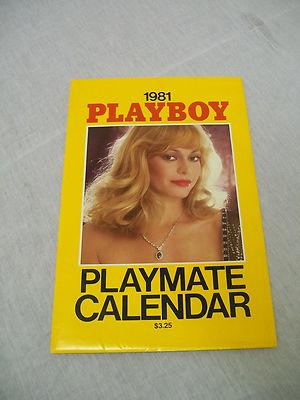 1981
PLAYBOY
PLAYMATE
CALENDAR
$3.25